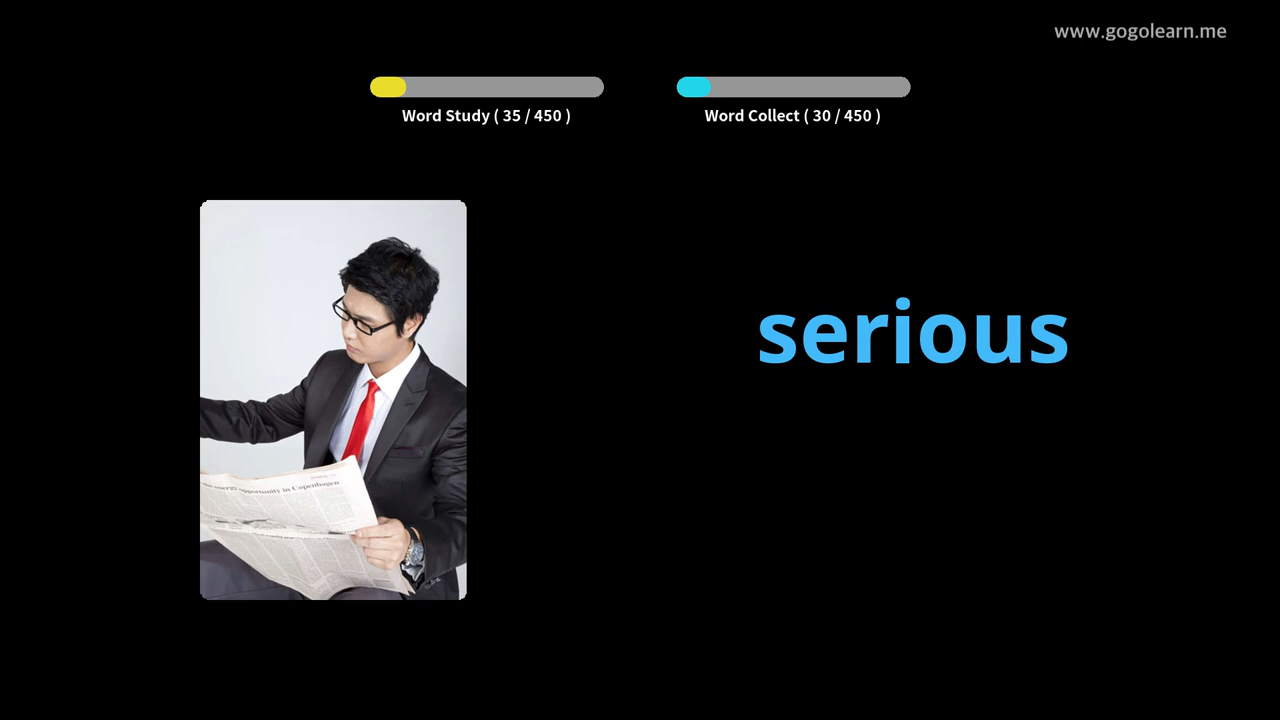 www.gogolearn.me
Word Study ( 35 / 450 )
Word Collect ( 30 / 450 )
serious
opportunity in Copenhagen